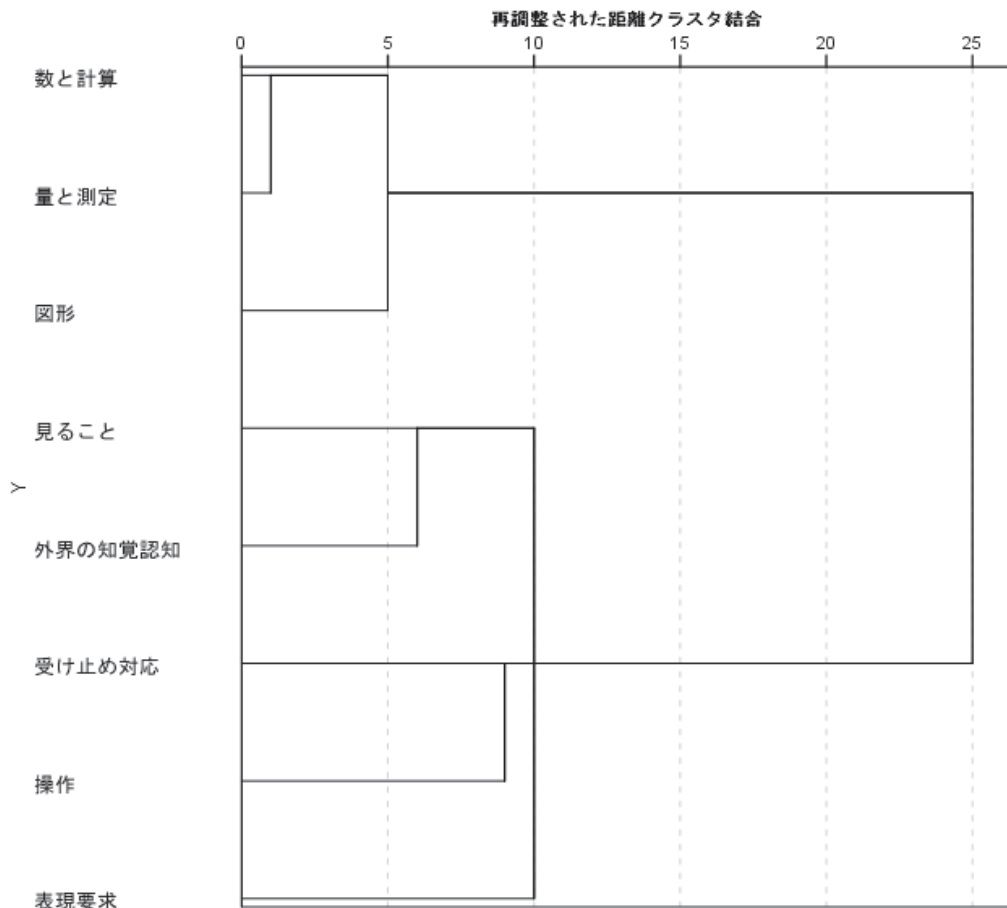 再調整された距離クラスタ結合
0 5 10 15 20 25
数と計算
量と測定
図形
見ること
Y
外界の知覚認知
受け止め対応
操作
表現要求